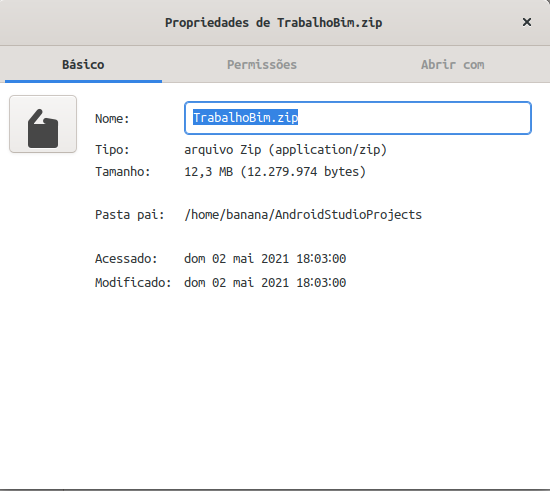 Propriedades de TrabalhoBim.zip
Básico Permissões Abrir com
Nome: TrabalhoBim.zip
Tipo: arquivo Zip (application/zip)
Tamanho: 12,3 MB (12.279.974 bytes)
Pasta pai: /home/banana/AndroidStudioProjects
Acessado: dom 02 mai 2021 18:03:00
Modificado: dom 02 mai 2021 18:03:00